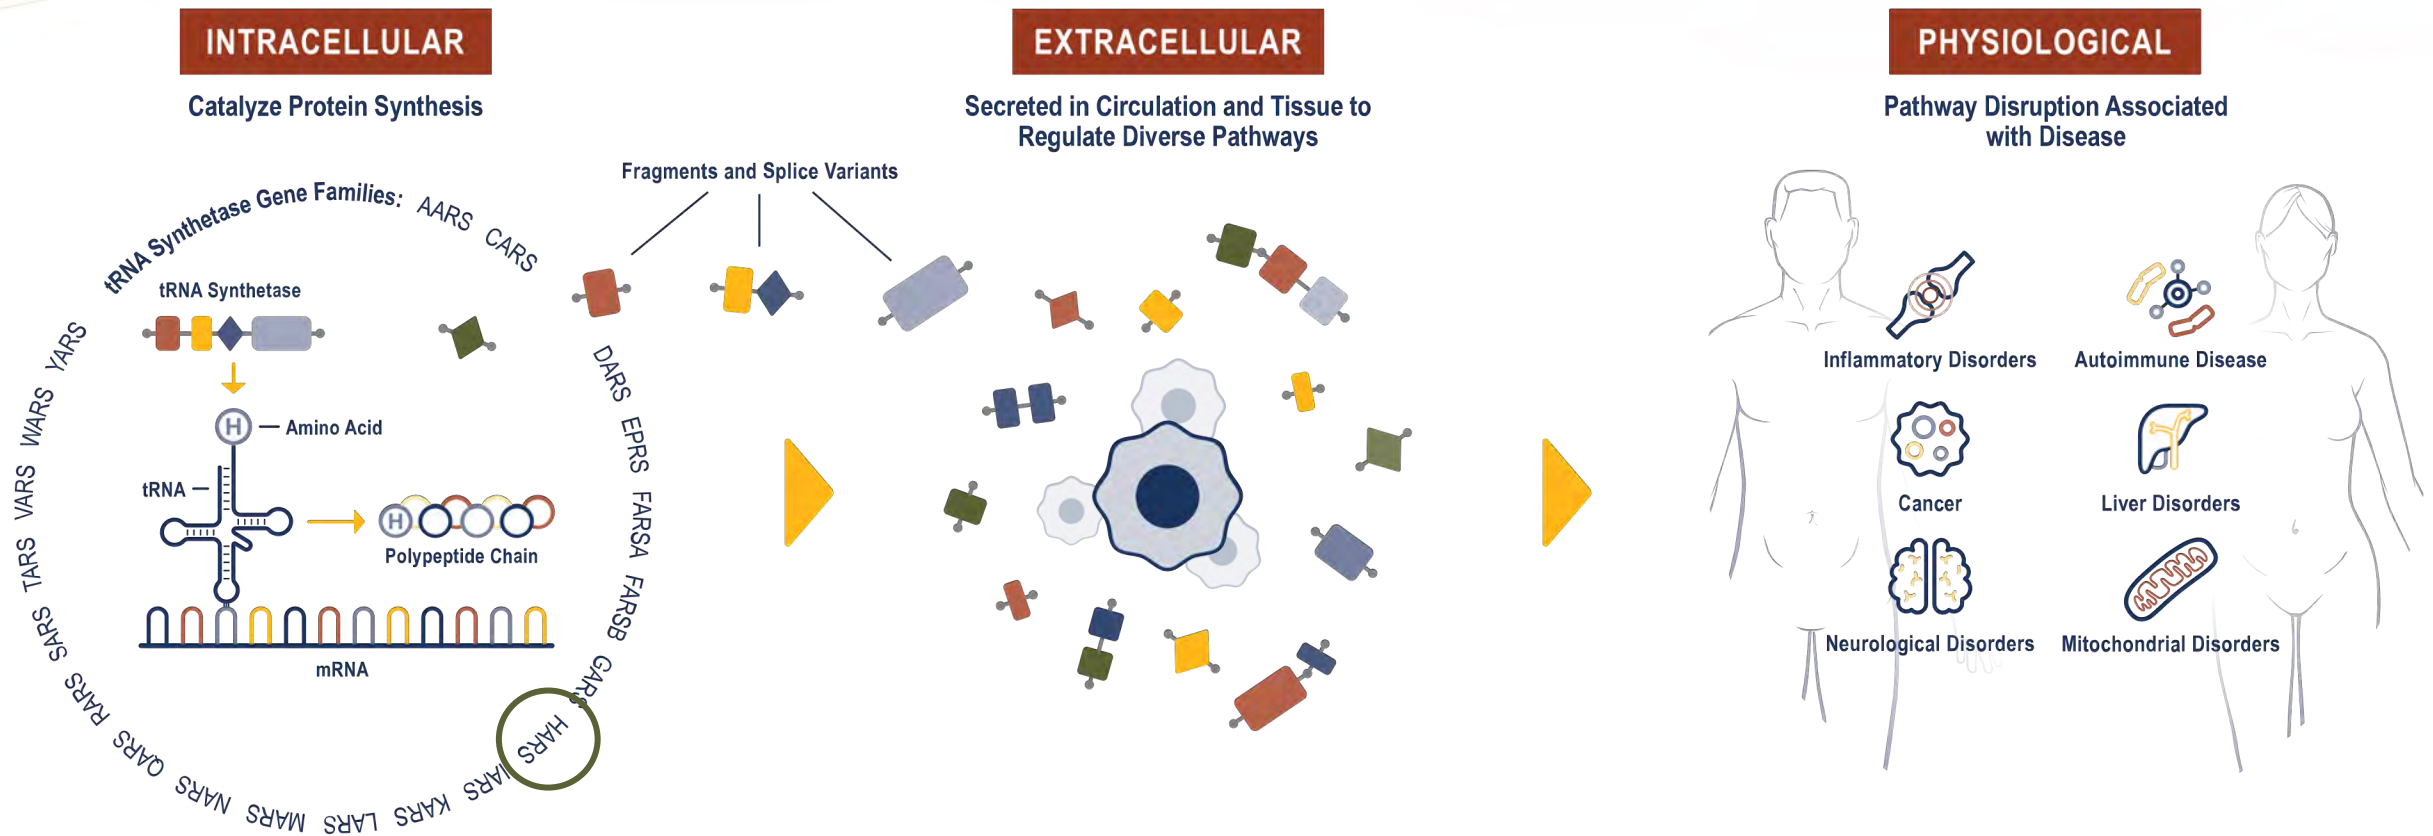 INTRACELLULAR
Catalyze Protein Synthesis
tRNA Synthetase Gene Families: AARS CARS DARS EPRS FARSA FARSB GARS HARS IARS KARS LARS MARS NARS QARS RARS SARS TARS VARS WARS YARS
tRNA Synthetase
H
Amino Acid
tRNA
H
Polypeptide Chain
mRNA
Fragments and Splice Variants
EXTRACELLULAR
Secreted in Circulation and Tissue to
Regulate Diverse Pathways
PHYSIOLOGICAL
Pathway Disruption Associated
with Disease
Inflammatory Disorders
Autoimmune Disease
Cancer
Liver Disorders
Neurological Disorders
Mitochondrial Disorders